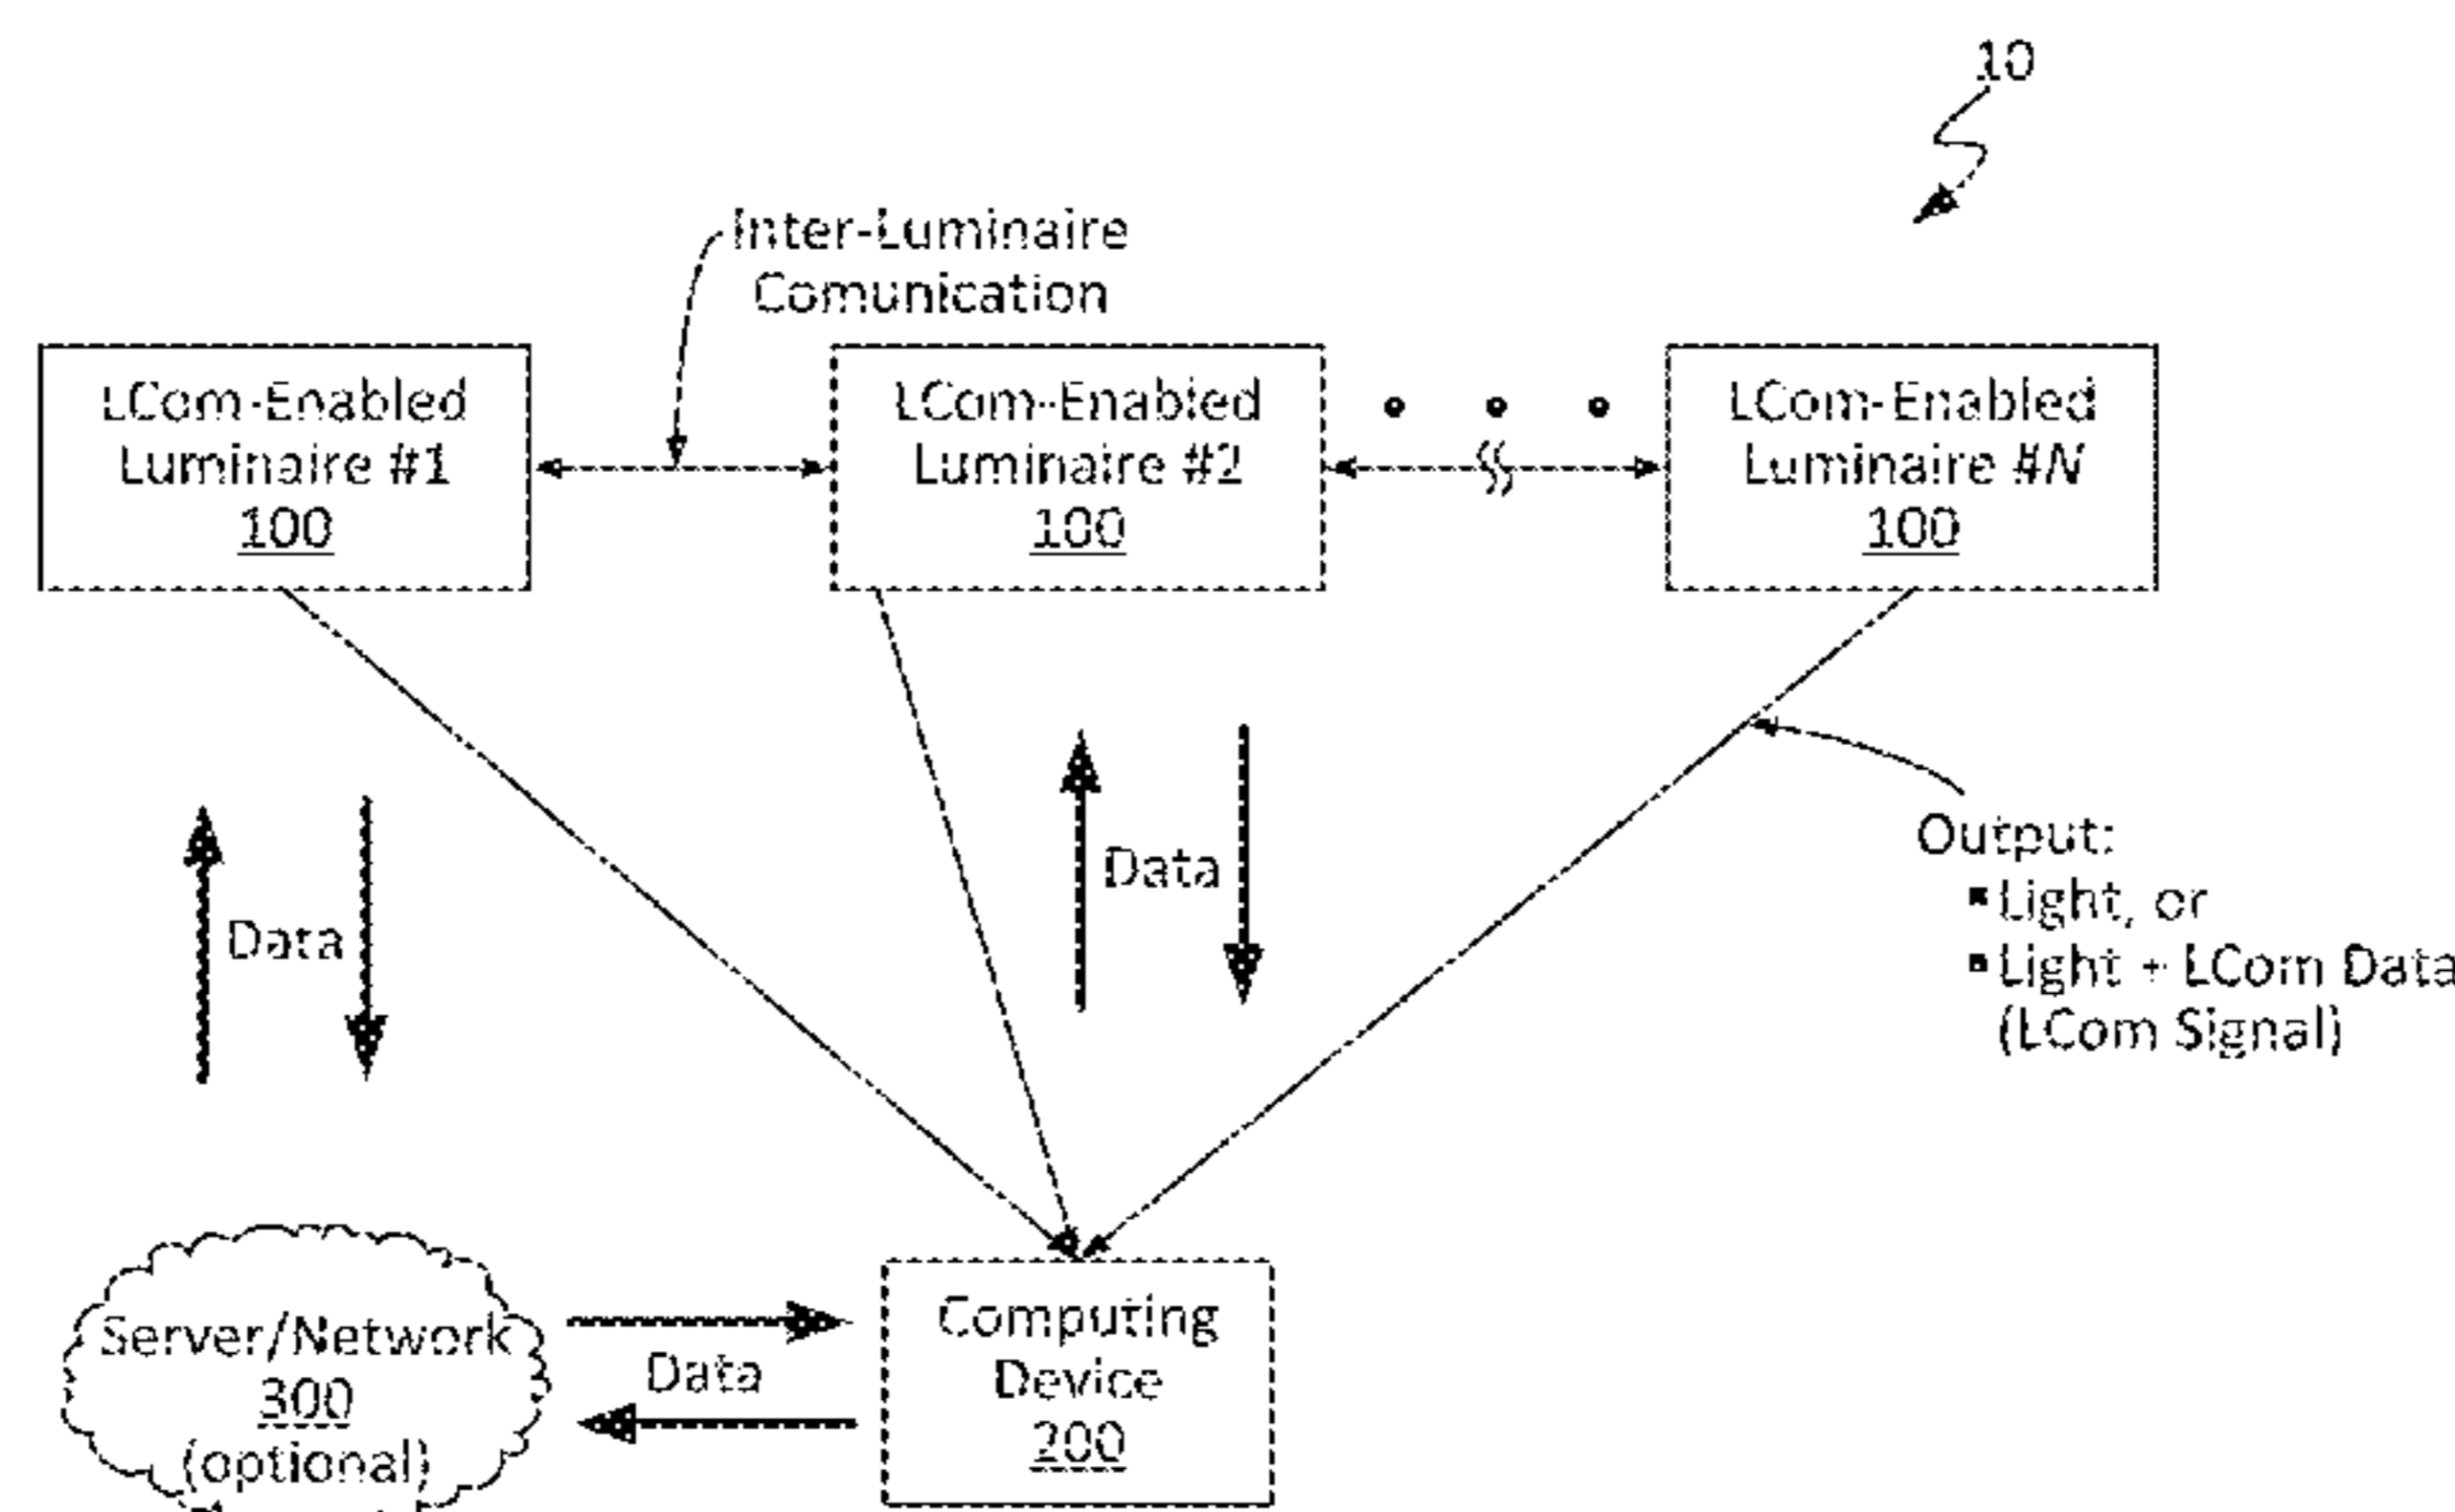 10
Inter-Luminaire
Comunication
LCom-Enabled
Luminaire #1
100
LCom-Enabled
Luminaire #2
100
LCom-Enabled
Luminaire #N
100
Data
Data
Output:
▪ Light, or
▪ Light + LCom Data
(LCom Signal)
Server/Network
300
(optional)
Data
Computing
Device
200